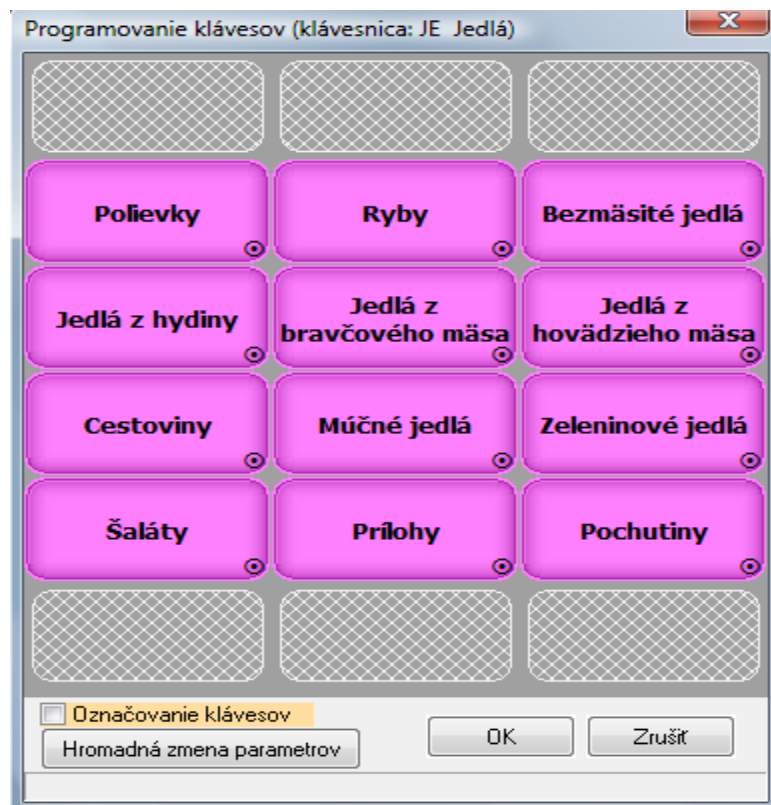 Programovanie klávesov (klávesnica: JE Jedlá)
Polievky
Ryby
Bezmäsité jedlá
Jedlá z hydiny
Jedlá z
bravčového mäsa
Jedlá z
hovädzieho mäsa
Cestoviny
Múčné jedlá
Zeleninové jedlá
Šaláty
Prílohy
Pochutiny
Označovanie klávesov
Hromadná zmena parametrov
OK
Zrušiť